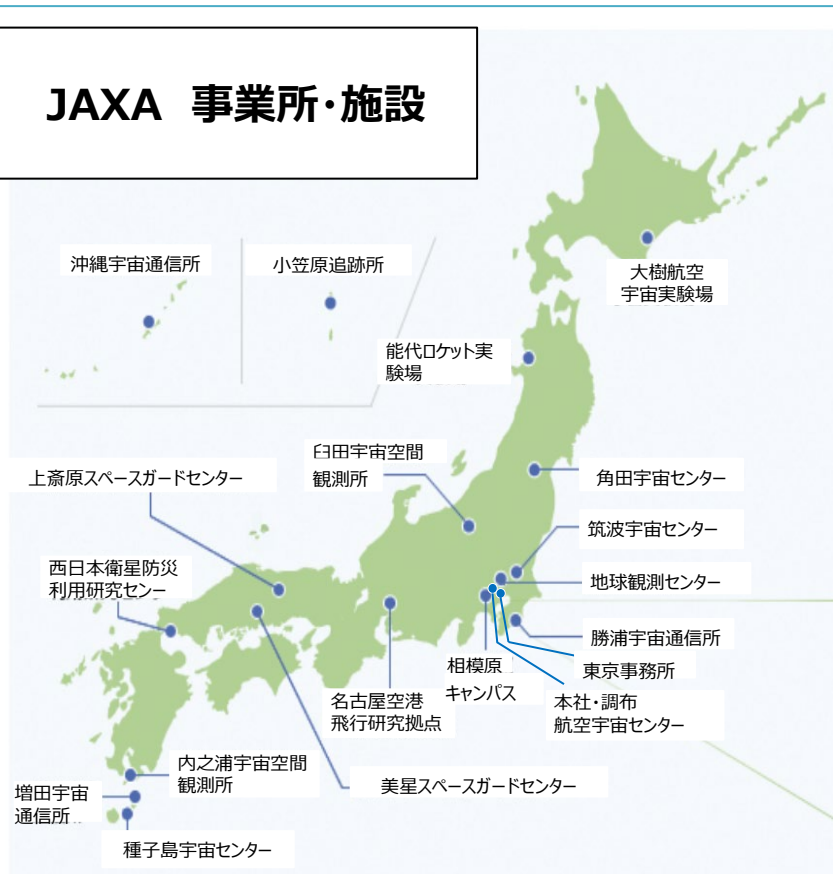 JAXA 事業所・施設
沖縄宇宙通信所
小笠原追跡所
大樹航空
宇宙実験場
能代ロケット実
験場
臼田宇宙空間
観測所
上斎原スペースガードセンター
角田宇宙センター
筑波宇宙センター
西日本衛星防災
利用研究センー
地球観測センター
勝浦宇宙通信所
東京事務所
相模原
キャンパス
本社・調布
航空宇宙センター
名古屋空港
飛行研究拠点
内之浦宇宙空間
観測所
美星スペースガードセンター
増田宇宙
通信所
種子島宇宙センター